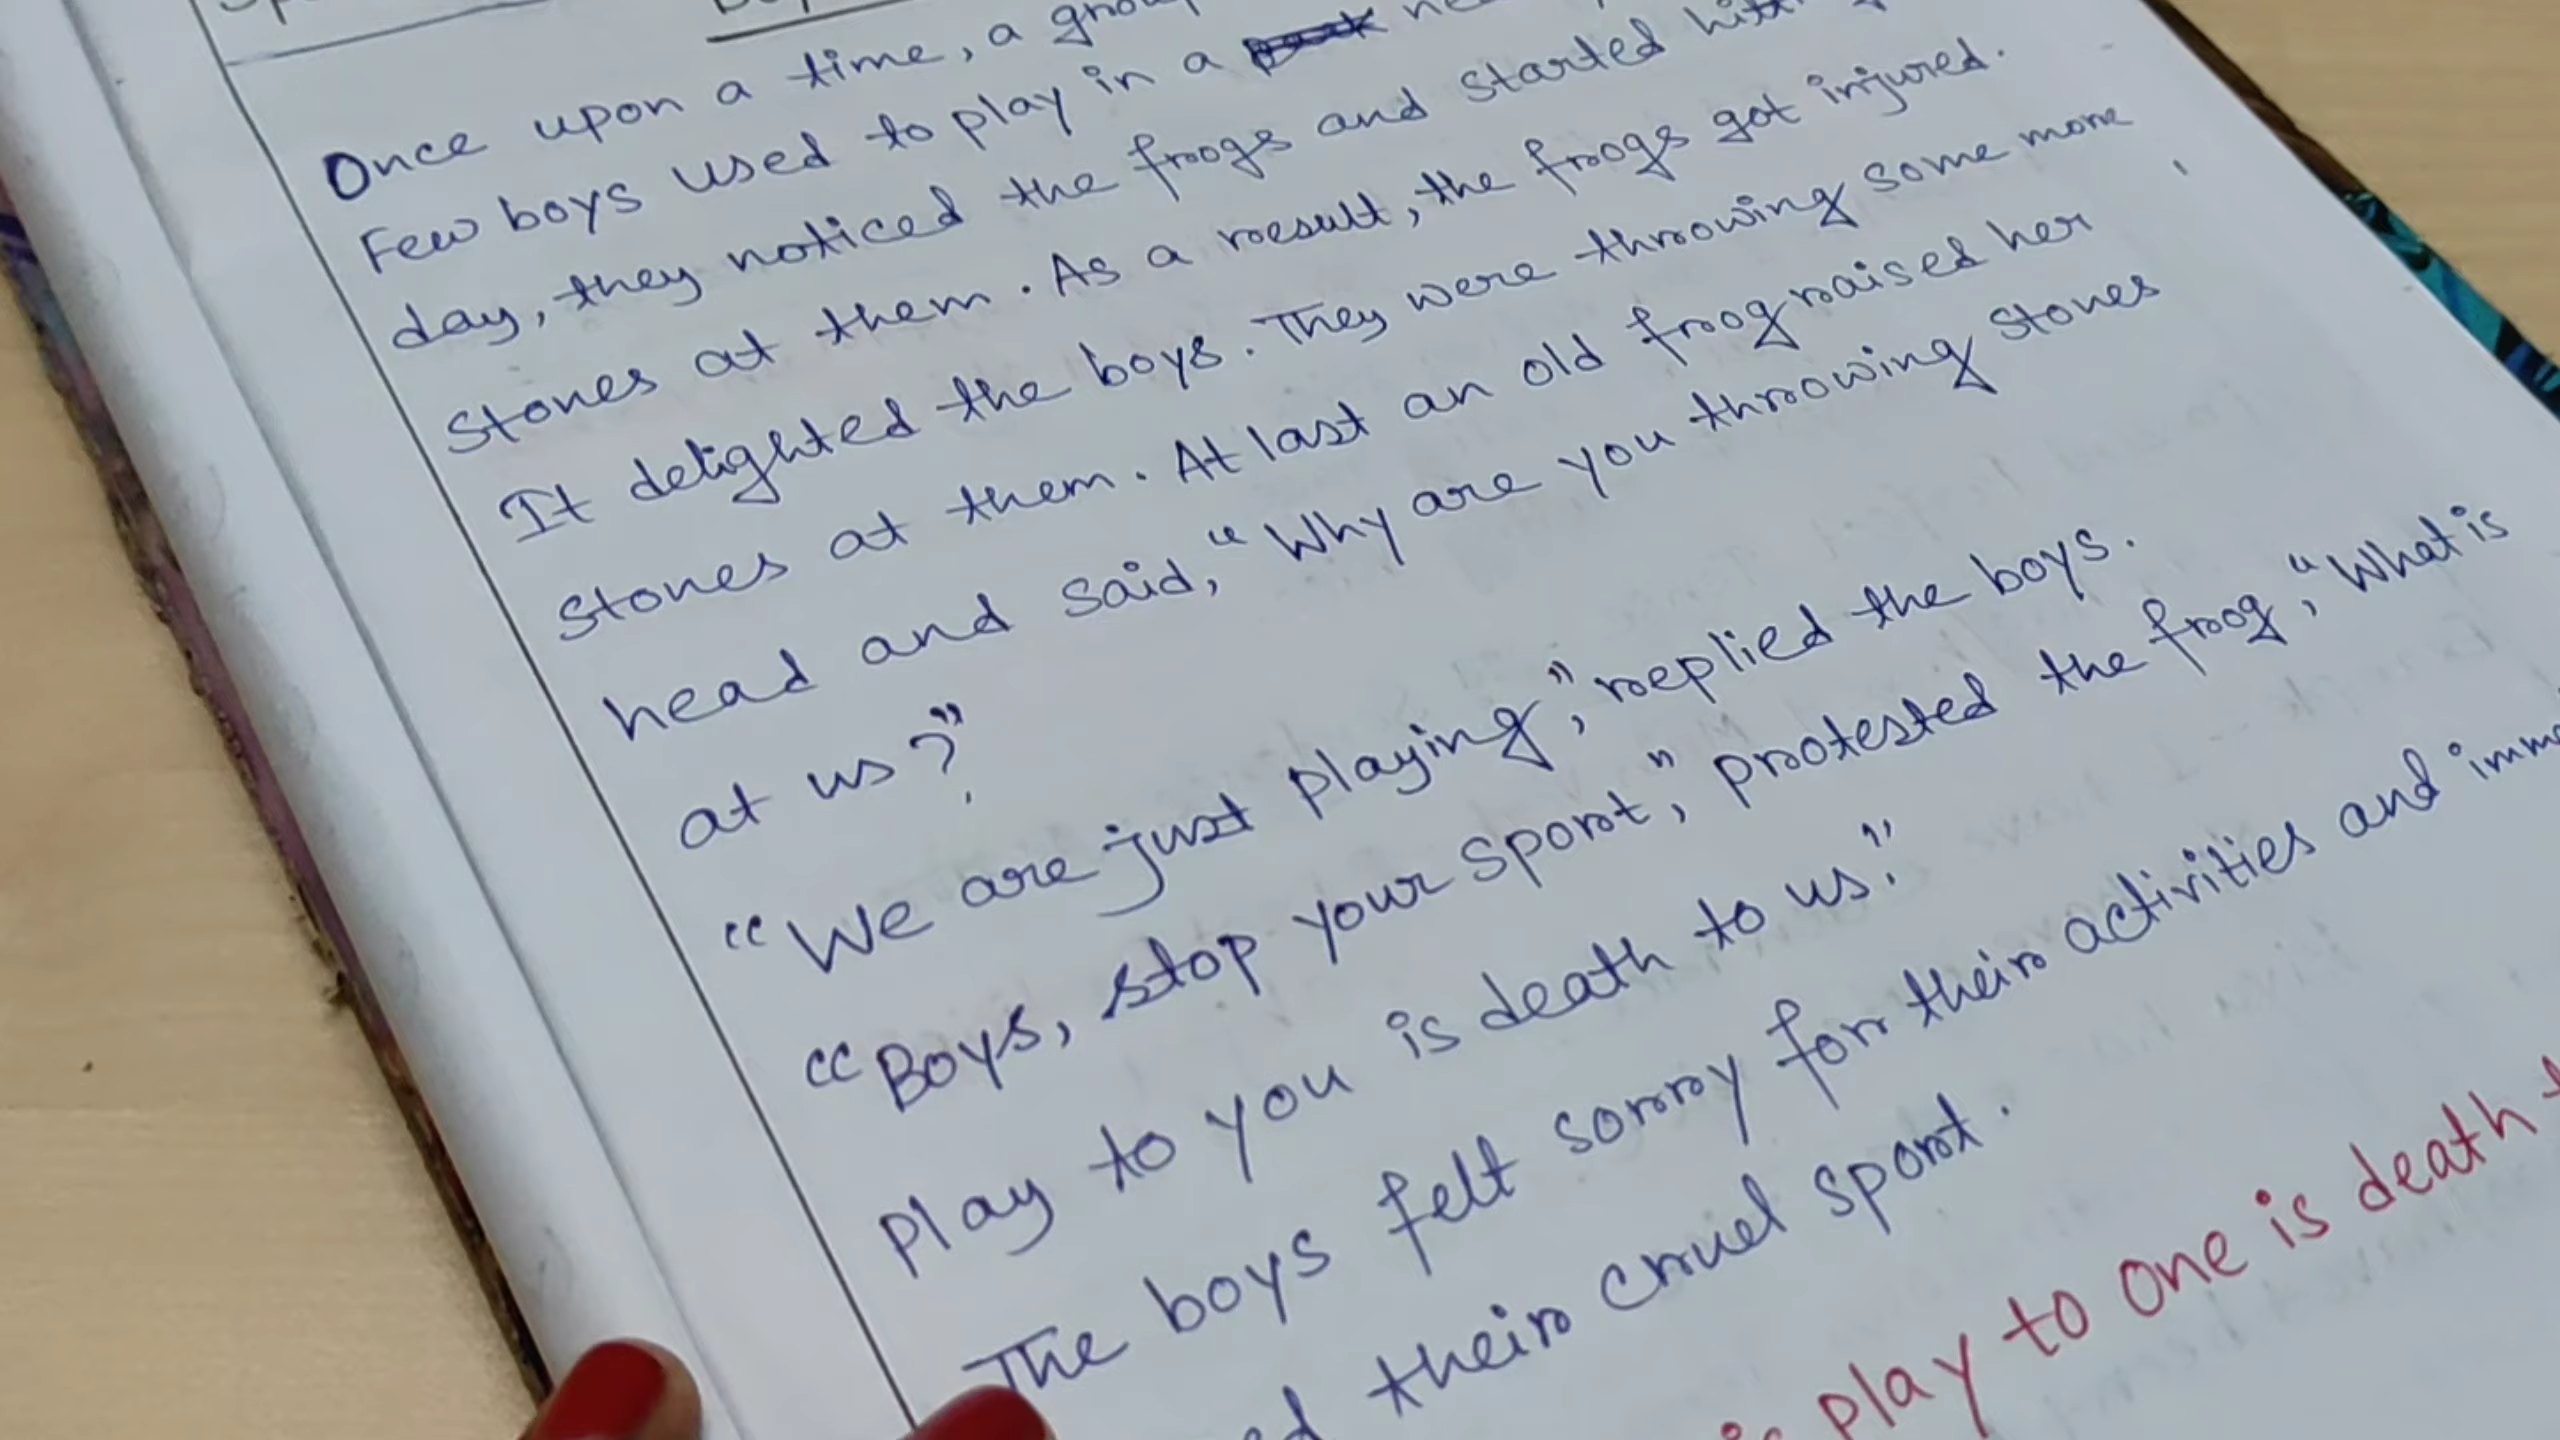 Once upon a time, a
Few boys used to play in a
day, they noticed the frogs and started
stones at them. As a result, the frogs got injured.
It delighted the boys. They were throwing some more
stones at them. At last an old frog raised her
head and said, "Why are you throwing stones
at us?"
"We are just playing", replied the boys.
"Boys, stop your sport", protested the frog, "What is
play to you is death to us."
The boys felt sorry for their activities and
their cruel sport.
play to one is death